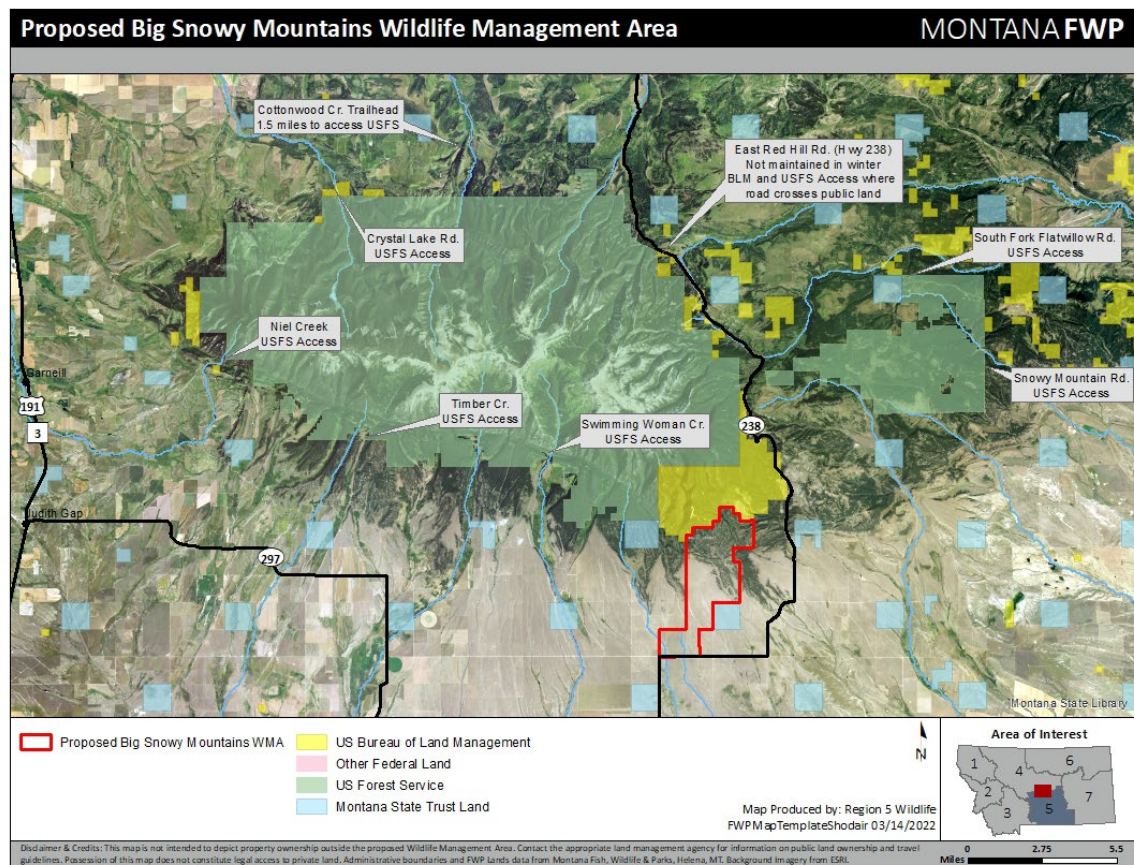 Proposed Big Snowy Mountains Wildlife Management Area
MONTANA FWP
Cottonwood Cr. Trailhead
1.5 miles to access USFS
East Red Hill Rd. (Hwy 238)
Not maintained in winter
BLM and USFS Access where
road crosses public land
Crystal Lake Rd.
USFS Access
South Fork Flatwillow Rd.
USFS Access
Niel Creek
USFS Access
Garneill
191
3
Snowy Mountain Rd.
USFS Access
Timber Cr.
USFS Access
Swimming Woman Cr.
USFS Access
238
Judith Gap
297
Montana State Library
Proposed Big Snowy Mountains WMA
US Bureau of Land Management
Other Federal Land
US Forest Service
Montana State Trust Land
N
Map Produced by: Region 5 Wildlife
FWPMapTemplateShodair 03/14/2022
Area of Interest
1
2
3
4
5
6
7
Disclaimer & Credits: This map is not intended to depict property ownership outside the proposed Wildlife Management Area. Contact the appropriate land management agency for information on public land ownership and travel
guidelines. Possession of this map does not constitute legal access to private land. Administrative boundaries and FWP Lands data from Montana Fish, Wildlife & Parks, Helena, MT. Background Imagery from ESRI.
0 2.75 5.5
Miles